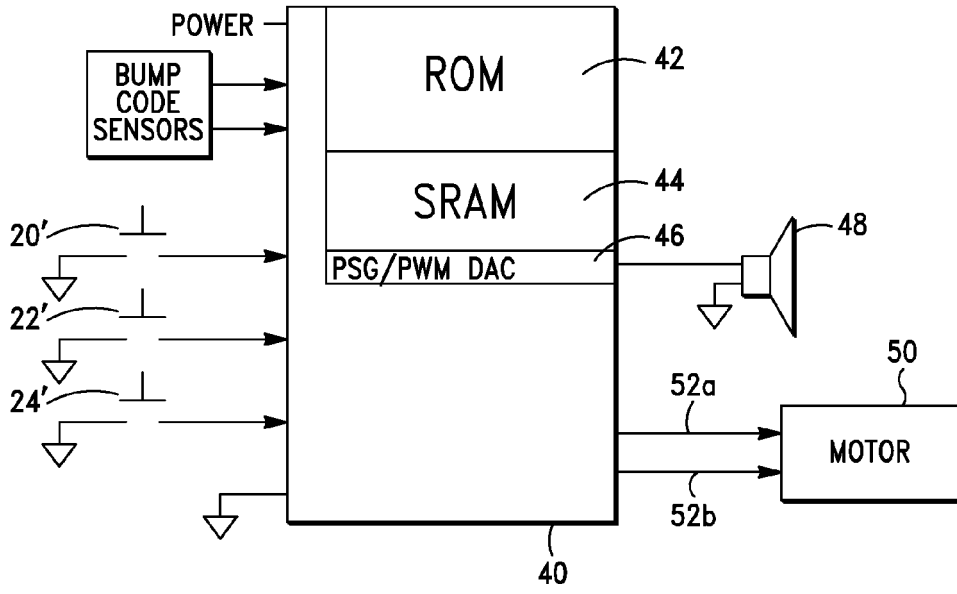 POWER
BUMP
CODE
SENSORS
ROM
42
SRAM
44
20'
46
48
PSG/PWM DAC
22'
50
24'
52a
MOTOR
52b
40